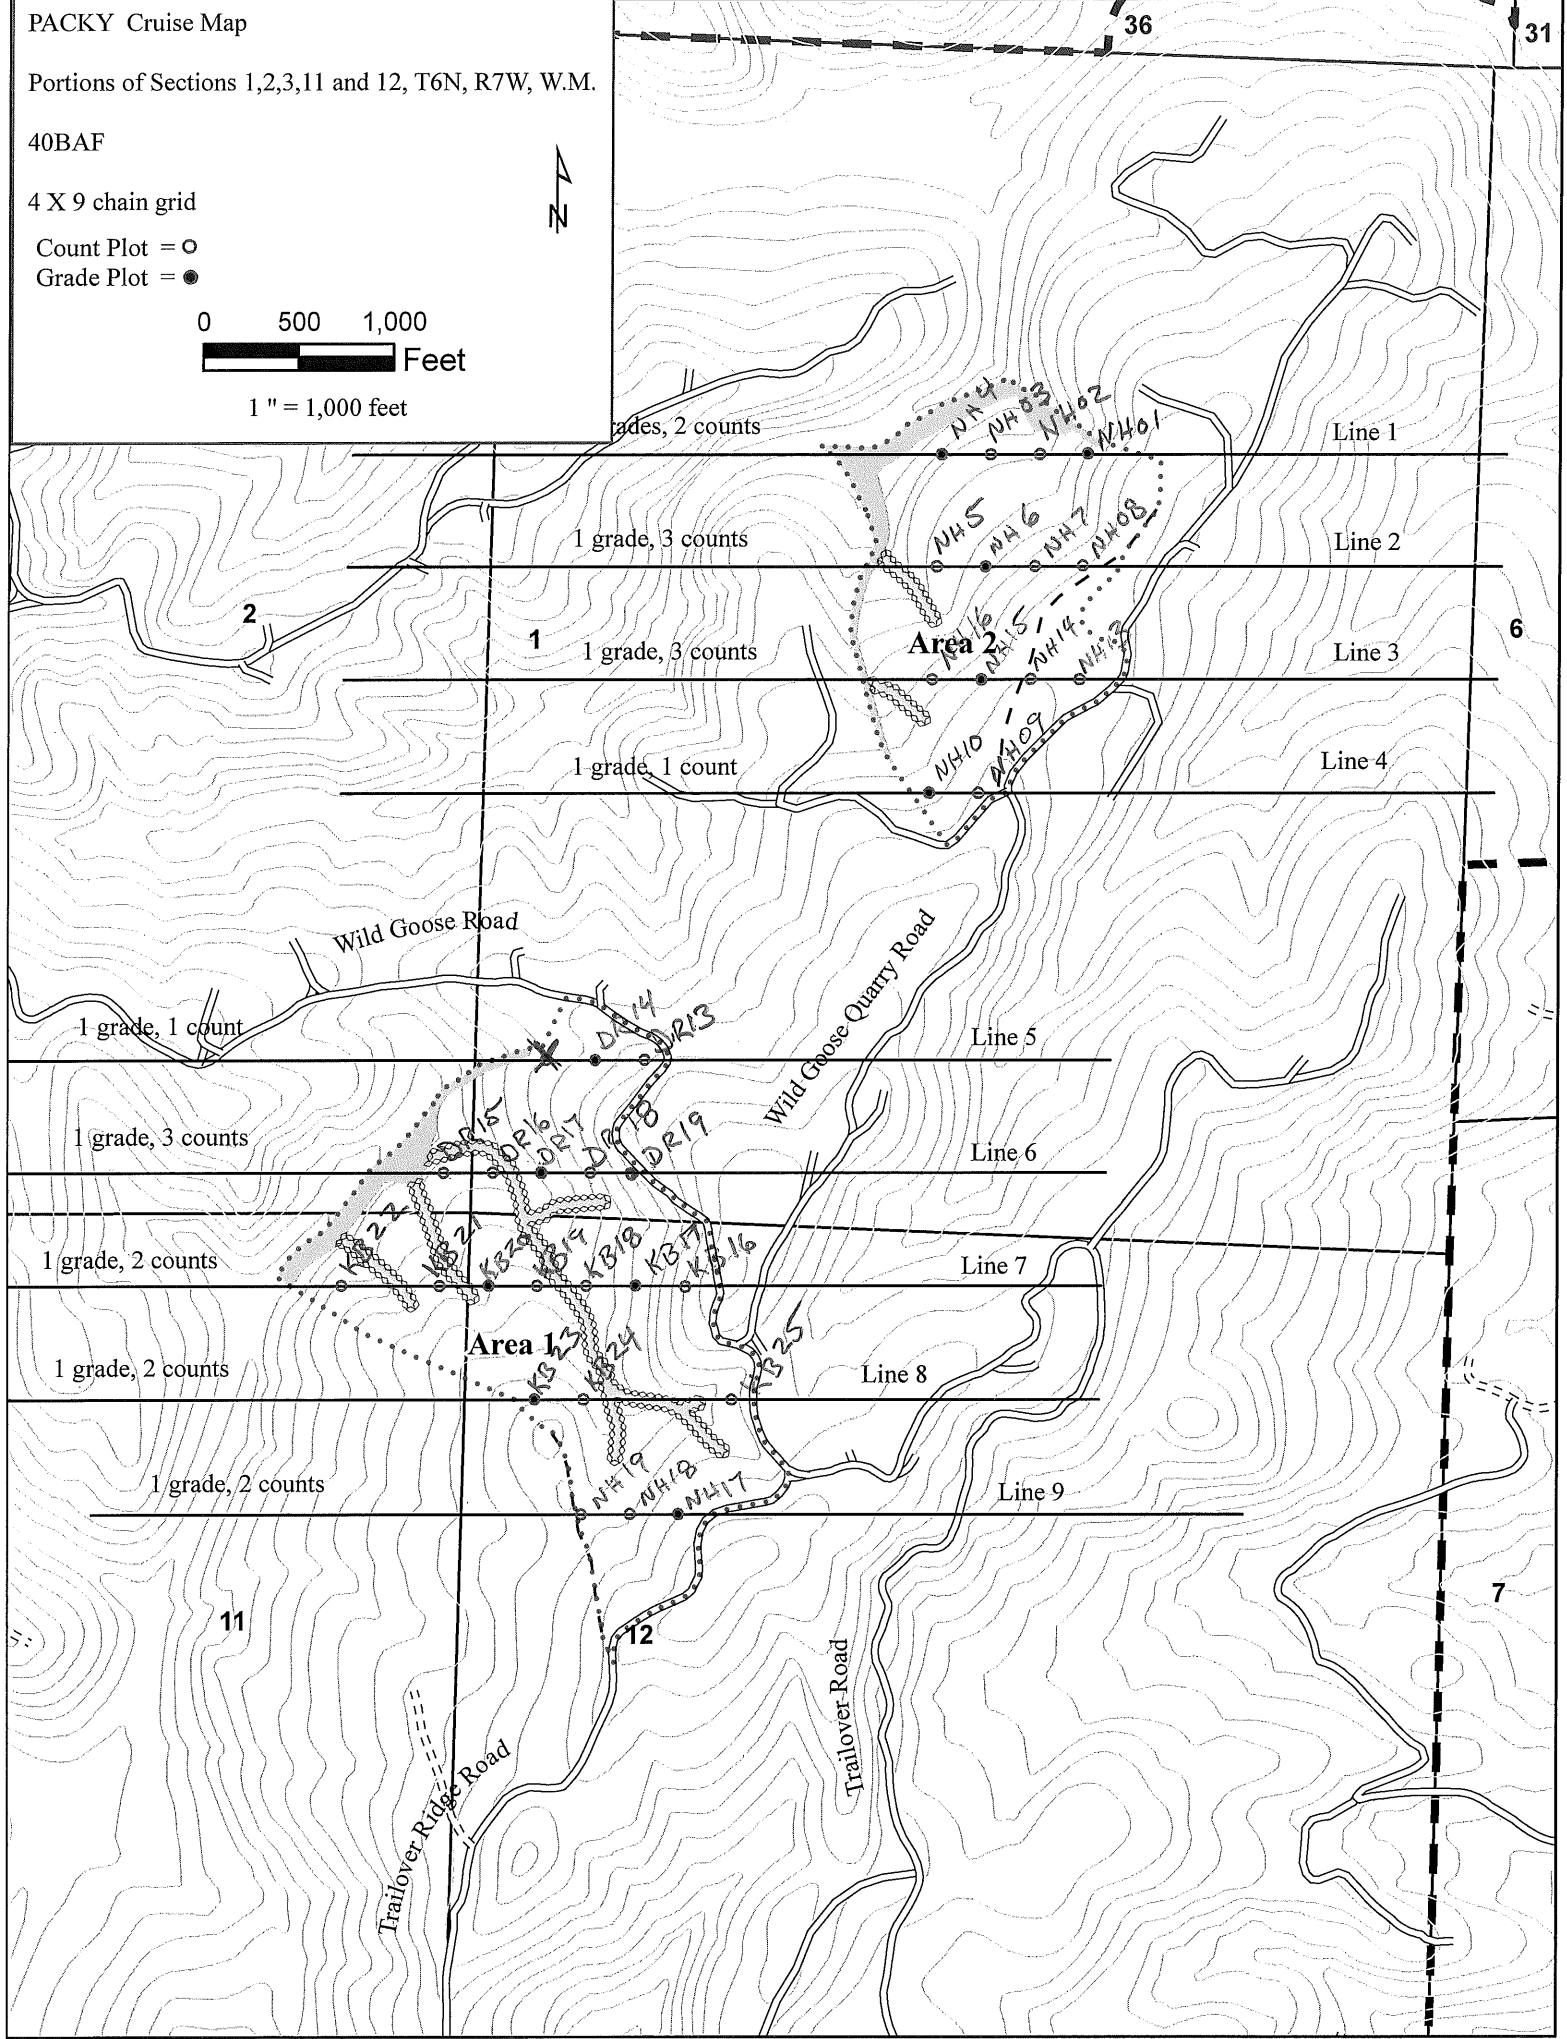 PACKY Cruise Map
Portions of Sections 1,2,3,11 and 12, T6N, R7W, W.M.
40BAF
4 X 9 chain grid
Count Plot =
Grade Plot =
N
0 500 1,000
Feet
1 " = 1,000 feet
36
31
NH4 NH03 NH02 NH01
rades, 2 counts
Line 1
NH5 NH6 NH7 NH08
1 grade, 3 counts
Line 2
2
1
6
Area 2
NH16 NH15 NH14 NH13
1 grade, 3 counts
Line 3
NH10 NH09
1 grade, 1 count
Line 4
Wild Goose Road
Wild Goose Quarry Road
DR14 DR13
1 grade, 1 count
Line 5
DR15 DR16 DR17 DR18 DR19
1 grade, 3 counts
Line 6
KB22 KB21 KB20 KB19 KB18 KB17 KB16
1 grade, 2 counts
Line 7
Area 1
KB23 KB24 KB25
1 grade, 2 counts
Line 8
NH19 NH18 NH17
1 grade, 2 counts
Line 9
11
12
7
Trailover Road
Trailover Ridge Road